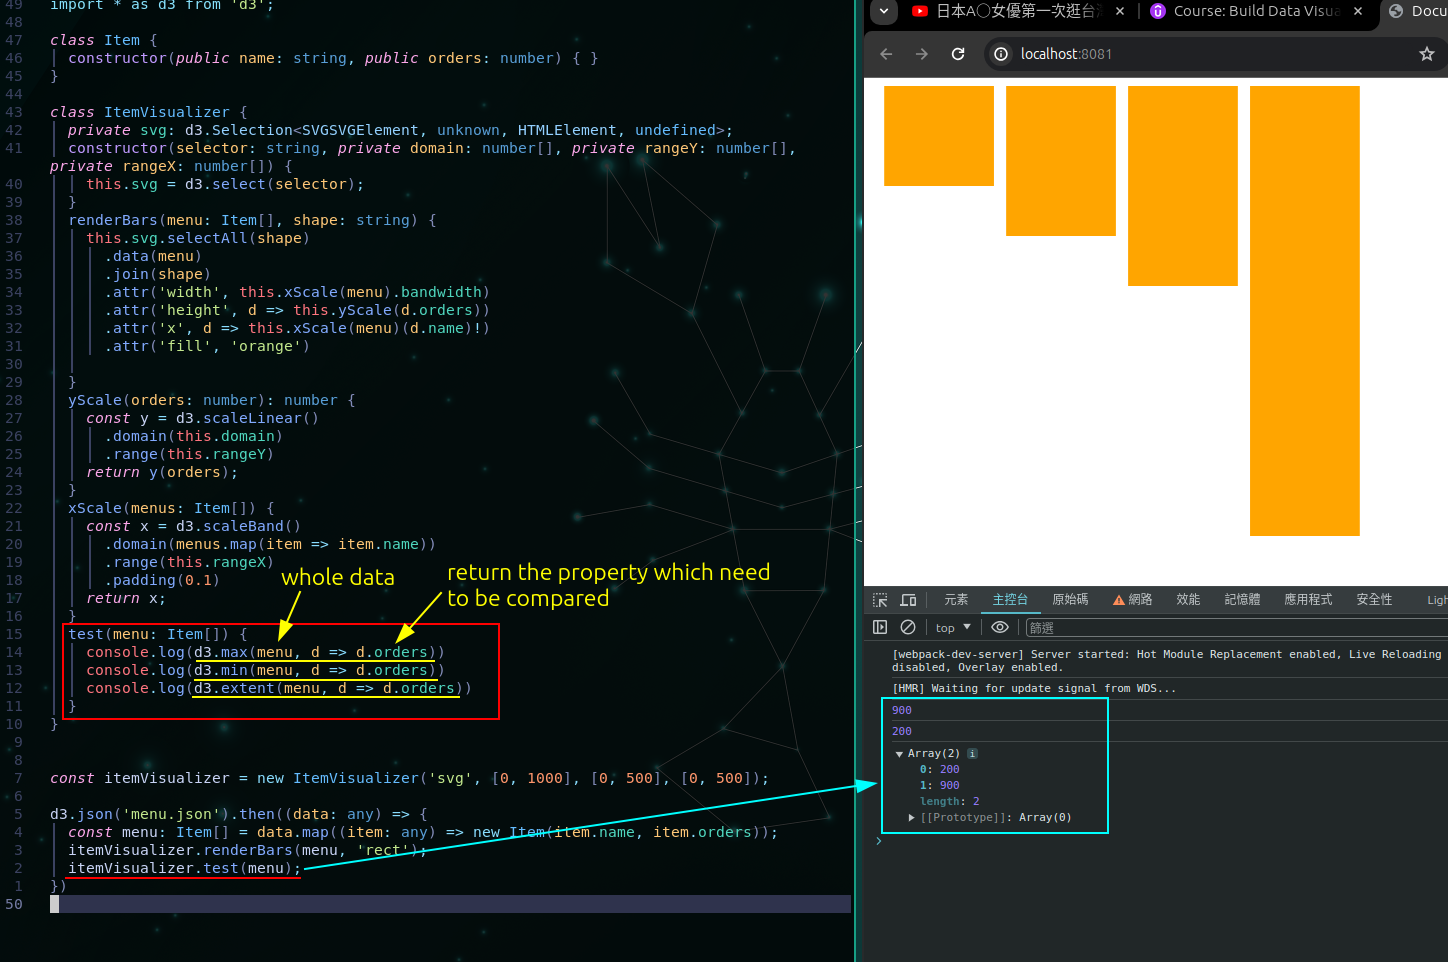 49 import * as d3 from 'd3';
48
47 class Item {
46 constructor(public name: string, public orders: number) { }
45 }
44
43 class ItemVisualizer {
42 private svg: d3.Selection<SVGSVGElement, unknown, HTMLElement, undefined>;
41 constructor(selector: string, private domain: number[], private rangeY: number[],
private rangeX: number[]) {
40 this.svg = d3.select(selector);
39 }
38 renderBars(menu: Item[], shape: string) {
37 this.svg.selectAll(shape)
36 .data(menu)
35 .join(shape)
34 .attr('width', this.xScale(menu).bandwidth)
33 .attr('height', d => this.yScale(d.orders))
32 .attr('x', d => this.xScale(menu)(d.name)!)
31 .attr('fill', 'orange')
30
29 }
28 yScale(orders: number): number {
27 const y = d3.scaleLinear()
26 .domain(this.domain)
25 .range(this.rangeY)
24 return y(orders);
23 }
22 xScale(menus: Item[]) {
21 const x = d3.scaleBand()
20 .domain(menus.map(item => item.name))
19 .range(this.rangeX)
18 .padding(0.1)
17 return x;
16 }
whole data
return the property which need
to be compared
15 test(menu: Item[]) {
14 console.log(d3.max(menu, d => d.orders))
13 console.log(d3.min(menu, d => d.orders))
12 console.log(d3.extent(menu, d => d.orders))
11 }
10 }
9
8
7 const itemVisualizer = new ItemVisualizer('svg', [0, 1000], [0, 500], [0, 500]);
6
5 d3.json('menu.json').then((data: any) => {
4 const menu: Item[] = data.map((item: any) => new Item(item.name, item.orders));
3 itemVisualizer.renderBars(menu, 'rect');
2 itemVisualizer.test(menu);
1 })
50
日本A○女優第一次逛台 Course: Build Data Visua Docu
localhost:8081
元素 主控台 原始碼 網路 效能 記憶體 應用程式 安全性 Ligh
top 篩選
[webpack-dev-server] Server started: Hot Module Replacement enabled, Live Reloading
disabled, Overlay enabled.
[HMR] Waiting for update signal from WDS...
900
200
Array(2) i
0: 200
1: 900
length: 2
[[Prototype]]: Array(0)